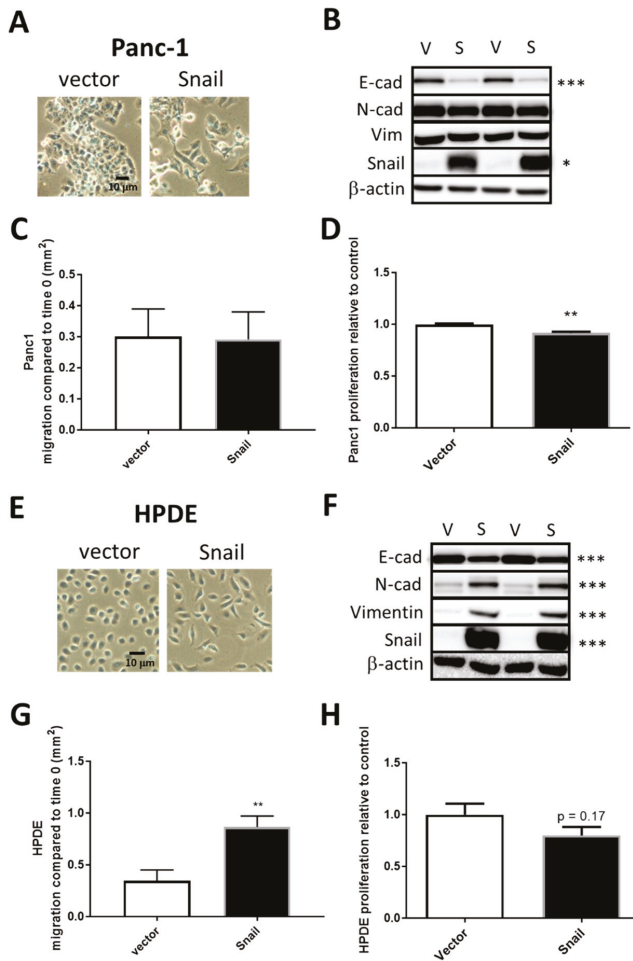 A
Panc-1
vector
Snail
10 µm
B
V S V S
E-cad ***
N-cad
Vim
Snail *
β-actin
C
Panc1
migration compared to time 0 (mm²)
0.5
0.4
0.3
0.2
0.1
0.0
vector
Snail
D
Panc1 proliferation relative to control
1.5
1.0
0.5
0.0
**
Vector
Snail
E
HPDE
vector
Snail
10 µm
F
V S V S
E-cad ***
N-cad ***
Vimentin ***
Snail ***
β-actin
G
HPDE
migration compared to time 0 (mm²)
1.5
1.0
0.5
0.0
**
Vector
Snail
H
HPDE proliferation relative to control
1.5
1.0
0.5
0.0
p = 0.17
Vector
Snail